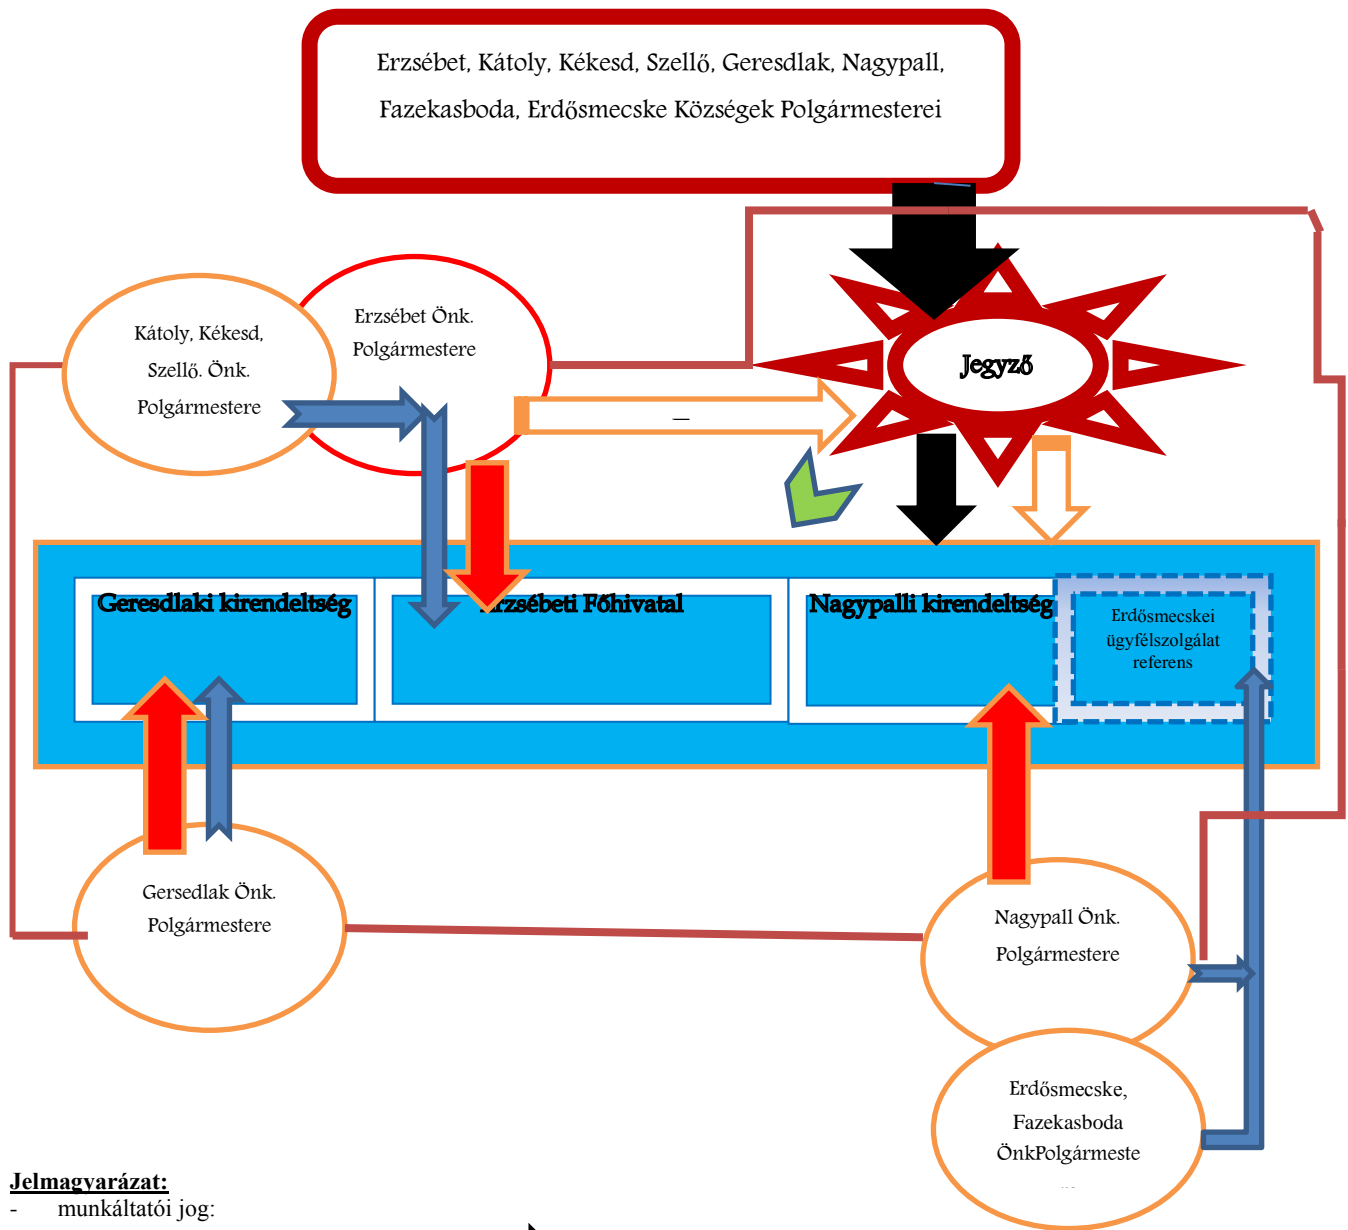 Erzsébet, Kátoly, Kékesd, Szellő, Geresdlak, Nagypall,
Fazekasboda, Erdősmecske Községek Polgármesterei
Kátoly, Kékesd,
Szellő. Önk.
Polgármestere
Erzsébet Önk.
Polgármestere
Jegyző
Geresdlaki kirendeltség
Főhivatal
Nagypalli kirendeltség
Erdősmecskei
ügyfélszolgálat
referens
Gersedlak Önk.
Polgármestere
Nagypall Önk.
Polgármestere
Erdősmecske,
Fazekasboda
ÖnkPolgármeste
Jelmagyarázat:
- munkáltatói jog: